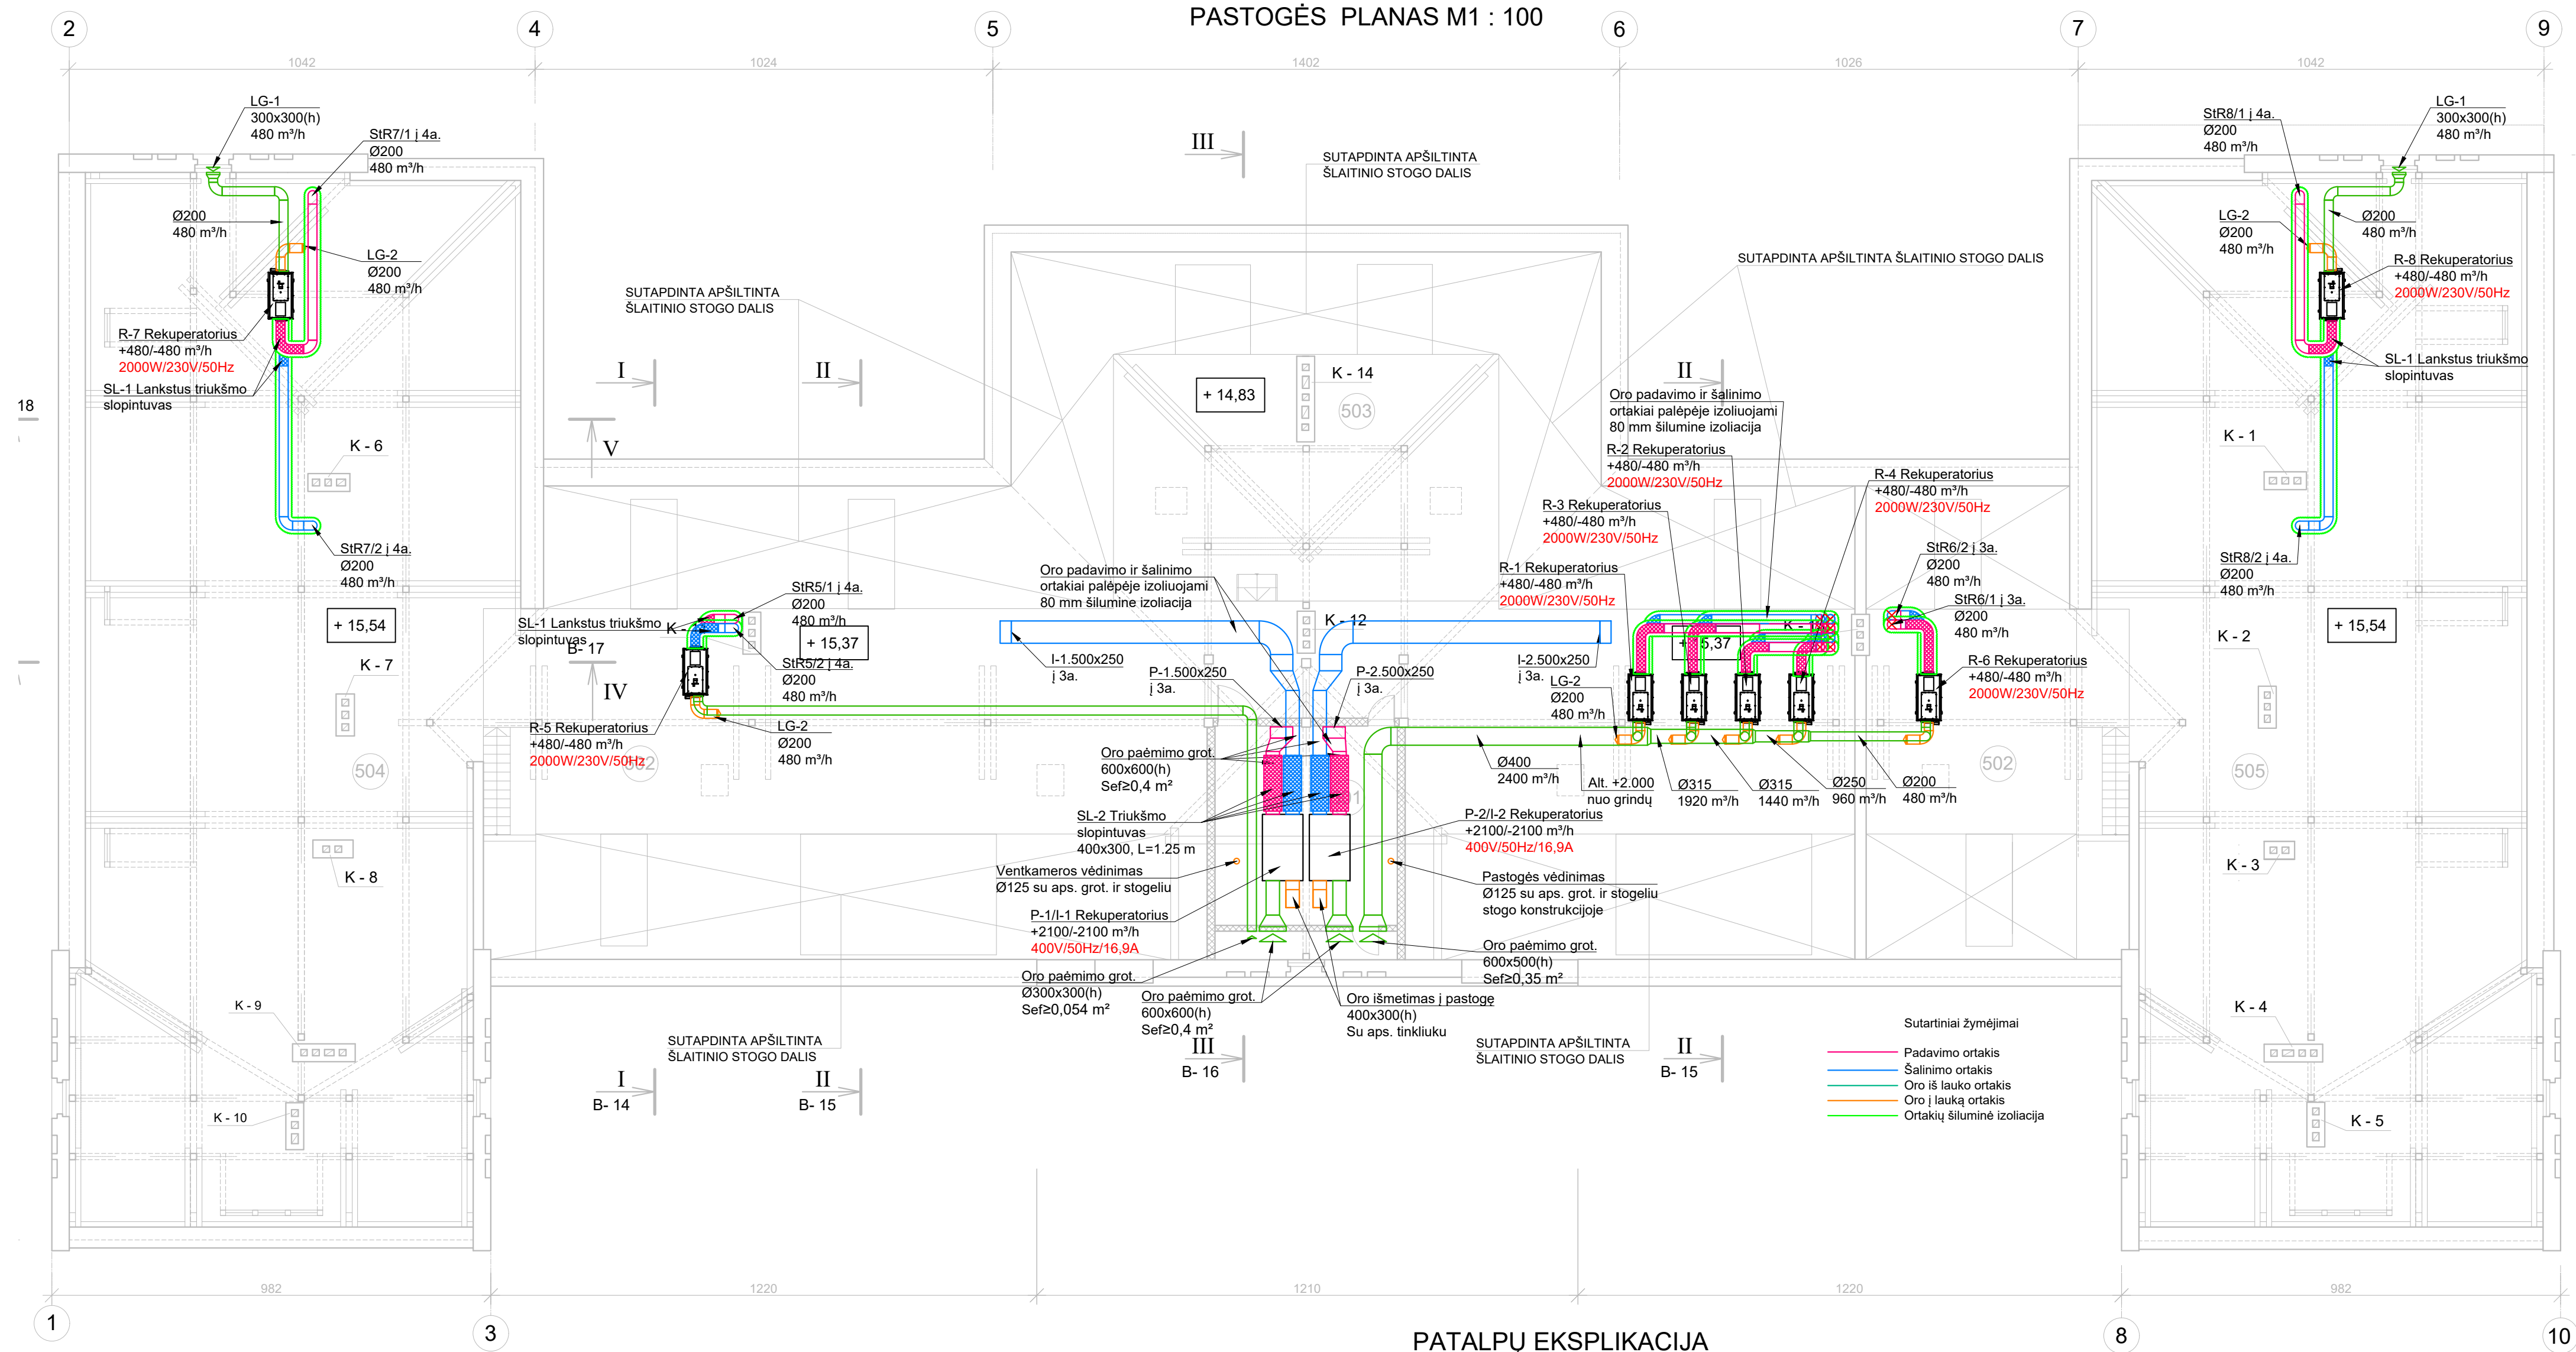 PASTOGĖS PLANAS M1 : 100
2
4
5
6
7
9
1042
1024
1402
1026
1042
LG-1
300x300(h)
480 m³/h
StR7/1 į 4a.
Ø200
480 m³/h
Ø200
480 m³/h
LG-2
Ø200
480 m³/h
R-7 Rekuperatorius
+480/-480 m³/h
2000W/230V/50Hz
SL-1 Lankstus triukšmo
slopintuvas
18
K - 6
StR7/2 į 4a.
Ø200
480 m³/h
+ 15,54
K - 7
504
K - 8
K - 9
K - 10
III
SUTAPDINTA APŠILTINTA
ŠLAITINIO STOGO DALIS
SUTAPDINTA APŠILTINTA
ŠLAITINIO STOGO DALIS
SUTAPDINTA APŠILTINTA ŠLAITINIO STOGO DALIS
I
II
II
V
+ 14,83
K - 14
503
Oro padavimo ir šalinimo
ortakiai palėpėje izoliuojami
80 mm šilumine izoliacija
R-2 Rekuperatorius
+480/-480 m³/h
2000W/230V/50Hz
R-4 Rekuperatorius
+480/-480 m³/h
2000W/230V/50Hz
R-3 Rekuperatorius
+480/-480 m³/h
2000W/230V/50Hz
R-1 Rekuperatorius
+480/-480 m³/h
2000W/230V/50Hz
StR6/2 į 3a.
Ø200
480 m³/h
StR6/1 į 3a.
Ø200
480 m³/h
R-6 Rekuperatorius
+480/-480 m³/h
2000W/230V/50Hz
Oro padavimo ir šalinimo
ortakiai palėpėje izoliuojami
80 mm šilumine izoliacija
StR5/1 į 4a.
Ø200
480 m³/h
SL-1 Lankstus triukšmo
slopintuvas
K -
B- 17
+ 15,37
StR5/2 į 4a.
Ø200
480 m³/h
IV
R-5 Rekuperatorius
+480/-480 m³/h
2000W/230V/50Hz
LG-2
Ø200
480 m³/h
K - 12
K -
5,37
I-1.500x250
į 3a.
P-1.500x250
į 3a.
P-2.500x250
į 3a.
I-2.500x250
į 3a.
LG-2
Ø200
480 m³/h
Oro paėmimo grot.
600x600(h)
Sef≥0,4 m²
Ø400
2400 m³/h
Alt. +2.000
nuo grindų
Ø315
1920 m³/h
Ø315
1440 m³/h
Ø250
960 m³/h
Ø200
480 m³/h
502
SL-2 Triukšmo
slopintuvas
400x300, L=1.25 m
P-2/I-2 Rekuperatorius
+2100/-2100 m³/h
400V/50Hz/16,9A
Ventkameros vėdinimas
Ø125 su aps. grot. ir stogeliu
Pastogės vėdinimas
Ø125 su aps. grot. ir stogeliu
stogo konstrukcijoje
P-1/I-1 Rekuperatorius
+2100/-2100 m³/h
400V/50Hz/16,9A
Oro paėmimo grot.
Ø300x300(h)
Sef≥0,054 m²
Oro paėmimo grot.
600x600(h)
Sef≥0,4 m²
Oro išmetimas į pastogę
400x300(h)
Su aps. tinkliuku
Oro paėmimo grot.
600x500(h)
Sef≥0,35 m²
SUTAPDINTA APŠILTINTA
ŠLAITINIO STOGO DALIS
SUTAPDINTA APŠILTINTA
ŠLAITINIO STOGO DALIS
I
B- 14
II
B- 15
III
B- 16
II
B- 15
StR8/1 į 4a.
Ø200
480 m³/h
LG-1
300x300(h)
480 m³/h
LG-2
Ø200
480 m³/h
Ø200
480 m³/h
R-8 Rekuperatorius
+480/-480 m³/h
2000W/230V/50Hz
SL-1 Lankstus triukšmo
slopintuvas
K - 1
StR8/2 į 4a.
Ø200
480 m³/h
+ 15,54
K - 2
505
K - 3
K - 4
K - 5
Sutartiniai žymėjimai
Padavimo ortakis
Šalinimo ortakis
Oro iš lauko ortakis
Oro į lauką ortakis
Ortakių šiluminė izoliacija
982
1220
1210
1220
982
1
3
8
10
PATALPŲ EKSPLIKACIJA